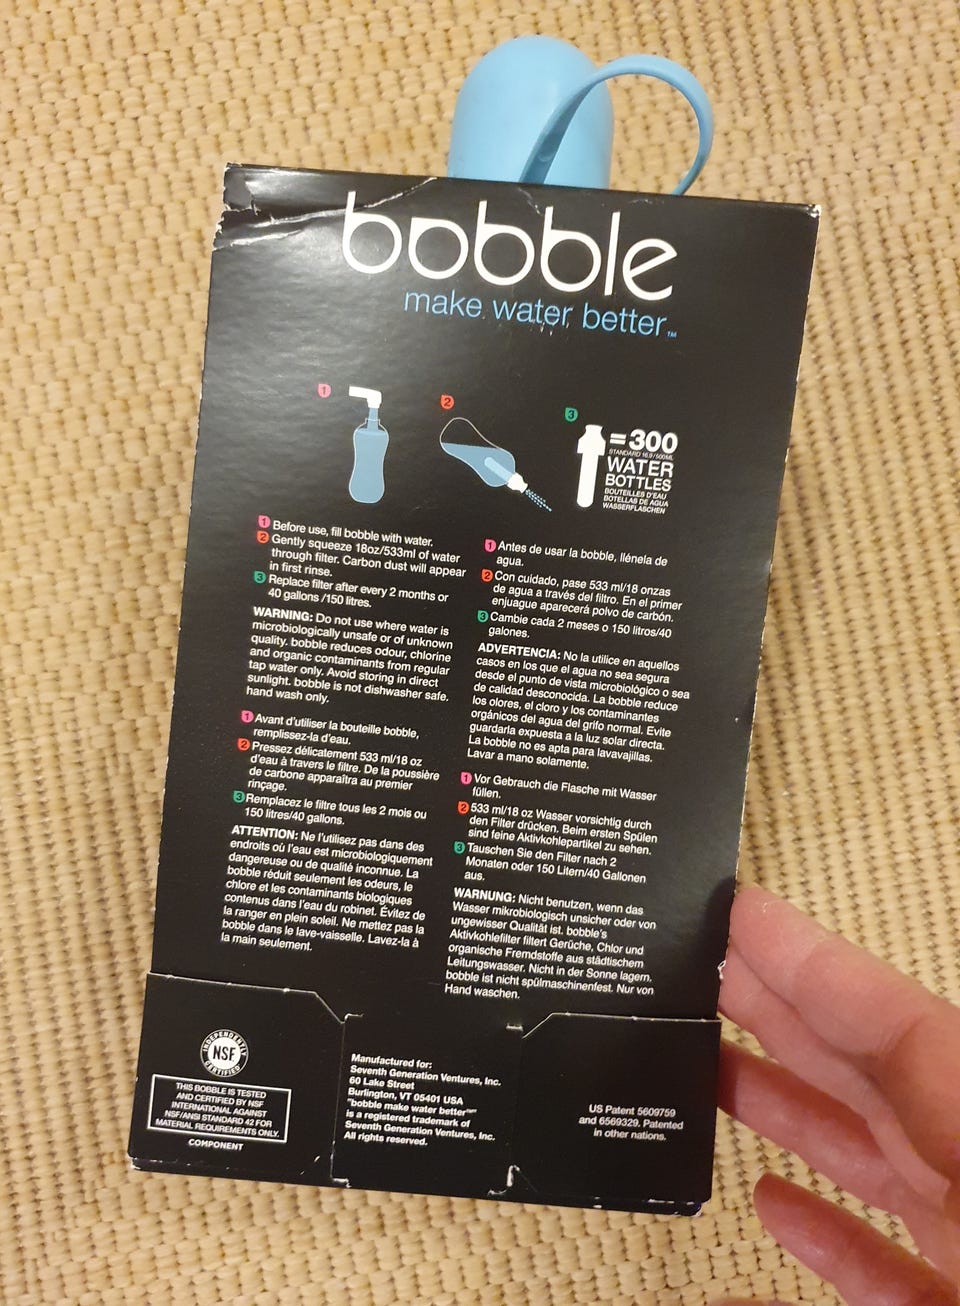 bobble
make water better™
1
2
3
=300
STANDARD 16.9/500ML
WATER
BOTTLES
BOUTEILLES D'EAU
BOTELLAS DE AGUA
WASSERFLASCHEN
1 Before use, fill bobble with water.
2 Gently squeeze 18oz/533ml of water
through filter. Carbon dust will appear
in first rinse.
3 Replace filter after every 2 months or
40 gallons /150 litres.
WARNING: Do not use where water is
microbiologically unsafe or of unknown
quality. bobble reduces odour, chlorine
and organic contaminants from regular
tap water only. Avoid storing in direct
sunlight. bobble is not dishwasher safe.
hand wash only.
1 Avant d'utiliser la bouteille bobble,
remplissez-la d'eau.
2 Pressez délicatement 533 ml/18 oz
d'eau à travers le filtre. De la poussière
de carbone apparaîtra au premier
rinçage.
3 Remplacez le filtre tous les 2 mois ou
150 litres/40 gallons.
ATTENTION: Ne l'utilisez pas dans des
endroits où l'eau est microbiologiquement
dangereuse ou de qualité inconnue. La
bobble réduit seulement les odeurs, le
chlore et les contaminants biologiques
contenus dans l'eau du robinet. Évitez de
la ranger en plein soleil. Ne mettez pas la
bobble dans le lave-vaisselle. Lavez-la à
la main seulement.
1 Antes de usar la bobble, llénela de
agua.
2 Con cuidado, pase 533 ml/18 onzas
de agua a través del filtro. En el primer
enjuague aparecerá polvo de carbón.
3 Cambie cada 2 meses o 150 litros/40
galones.
ADVERTENCIA: No la utilice en aquellos
casos en los que el agua no sea segura
desde el punto de vista microbiológico o sea
de calidad desconocida. La bobble reduce
los olores, el cloro y los contaminantes
orgánicos del agua del grifo normal. Evite
guardarla expuesta a la luz solar directa.
La bobble no es apta para lavavajillas.
Lavar a mano solamente.
1 Vor Gebrauch die Flasche mit Wasser
füllen.
2 533 ml/18 oz Wasser vorsichtig durch
den Filter drücken. Beim ersten Spülen
sind feine Aktivkohlepartikel zu sehen.
3 Tauschen Sie den Filter nach 2
Monaten oder 150 Litern/40 Gallonen
aus.
WARNUNG: Nicht benutzen, wenn das
Wasser mikrobiologisch unsicher oder von
ungewisser Qualität ist. bobble's
Aktivkohlefilter filtert Gerüche, Chlor und
organische Fremdstoffe aus städtischem
Leitungswasser. Nicht in der Sonne lagern.
bobble ist nicht spülmaschinenfest. Nur von
Hand waschen.
INDEPENDENTLY
NSF
CERTIFIED
THIS BOBBLE IS TESTED
AND CERTIFIED BY NSF
INTERNATIONAL AGAINST
NSF/ANSI STANDARD 42 FOR
MATERIAL REQUIREMENTS ONLY.
COMPONENT
Manufactured for:
Seventh Generation Ventures, Inc.
60 Lake Street
Burlington, VT 05401 USA
"bobble make water better™"
is a registered trademark of
Seventh Generation Ventures, Inc.
All rights reserved.
US Patent 5609759
and 6569329. Patented
in other nations.